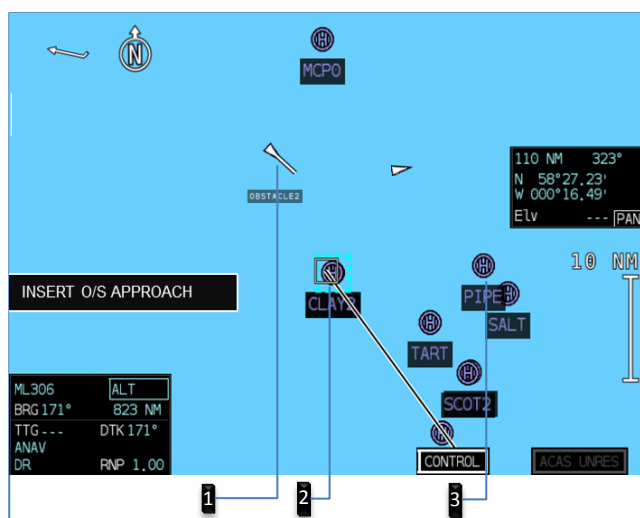 N
H
MCPO
110 NM 323°
N 58°27.23'
W 000°16.49'
Elv --- PAN
OBSTACLE2
10 NM
H
H
INSERT O/S APPROACH
CLAY2
PIPE
H
SALT
H
TART
H
SCOT2
H
ML306 ALT
BRG 171° 823 NM
TTG --- DTK 171°
ANAV
DR RNP 1.00
CONTROL
ACAS UNRES
1
2
3